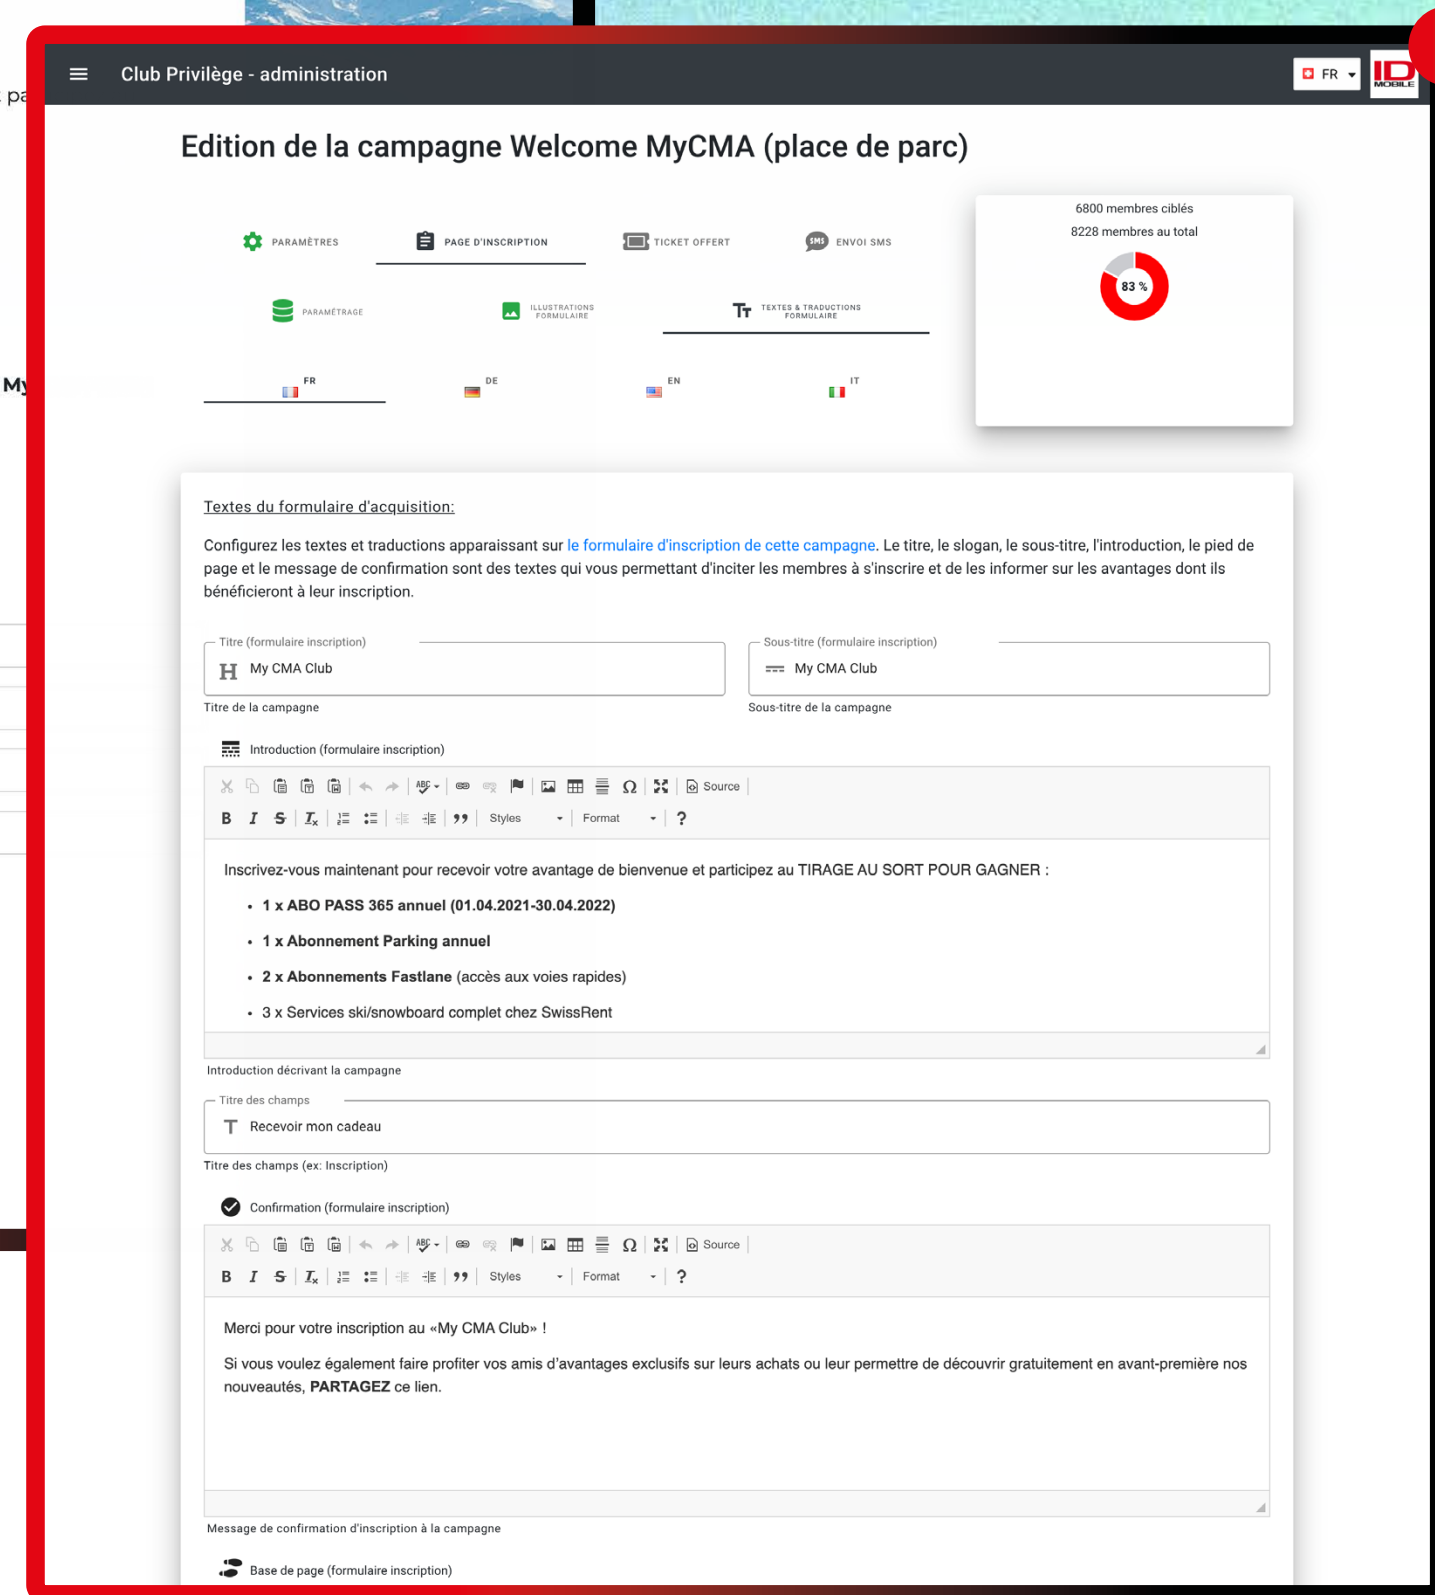 Club Privilège - administration
FR
ID
MOBILE
pa
My
Edition de la campagne Welcome MyCMA (place de parc)
6800 membres ciblés
8228 membres au total
83 %
PARAMÈTRES
PAGE D'INSCRIPTION
TICKET OFFERT
SMS
ENVOI SMS
PARAMÉTRAGE
ILLUSTRATIONS
FORMULAIRE
TEXTES & TRADUCTIONS
FORMULAIRE
FR
DE
EN
IT
Textes du formulaire d'acquisition:
Configurez les textes et traductions apparaissant sur le formulaire d'inscription de cette campagne. Le titre, le slogan, le sous-titre, l'introduction, le pied de
page et le message de confirmation sont des textes qui vous permettant d'inciter les membres à s'inscrire et de les informer sur les avantages dont ils
bénéficieront à leur inscription.
Titre (formulaire inscription)
My CMA Club
Titre de la campagne
Sous-titre (formulaire inscription)
My CMA Club
Sous-titre de la campagne
Introduction (formulaire inscription)
Source
Styles
Format
Inscrivez-vous maintenant pour recevoir votre avantage de bienvenue et participez au TIRAGE AU SORT POUR GAGNER :
• 1 x ABO PASS 365 annuel (01.04.2021-30.04.2022)
• 1 x Abonnement Parking annuel
• 2 x Abonnements Fastlane (accès aux voies rapides)
• 3 x Services ski/snowboard complet chez SwissRent
Introduction décrivant la campagne
Titre des champs
Recevoir mon cadeau
Titre des champs (ex: Inscription)
Confirmation (formulaire inscription)
Source
Styles
Format
Merci pour votre inscription au «My CMA Club» !
Si vous voulez également faire profiter vos amis d'avantages exclusifs sur leurs achats ou leur permettre de découvrir gratuitement en avant-première nos
nouveautés, PARTAGEZ ce lien.
Message de confirmation d'inscription à la campagne
Base de page (formulaire inscription)